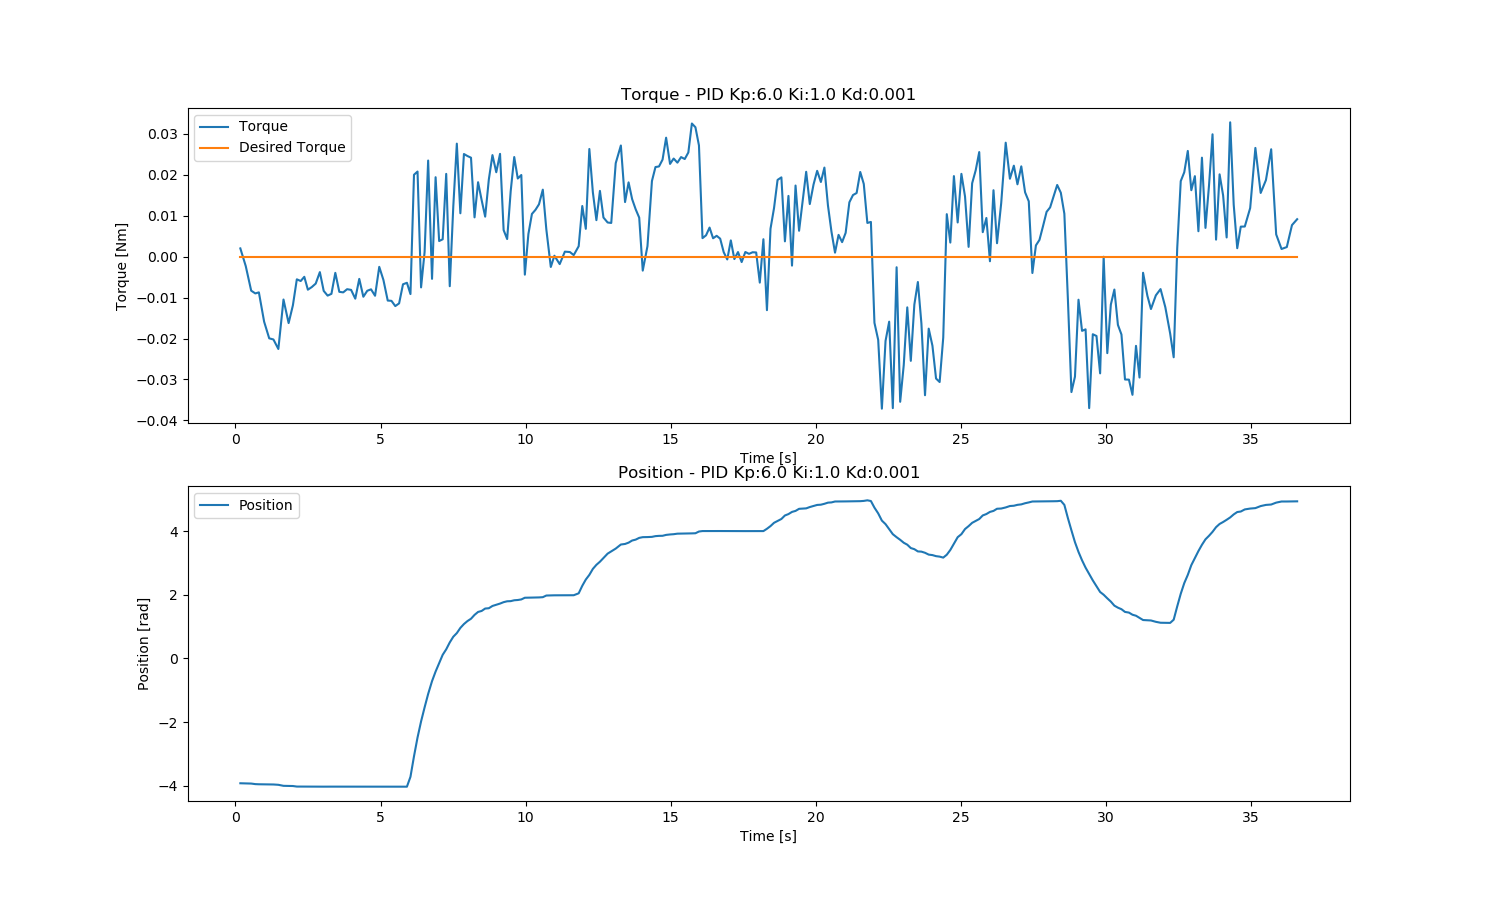 Torque - PID Kp:6.0 Ki:1.0 Kd:0.001
Torque
Desired Torque
0.03
0.02
0.01
0.00
−0.01
−0.02
−0.03
−0.04
Torque [Nm]
0 5 10 15 20 25 30 35
Time [s]
Position - PID Kp:6.0 Ki:1.0 Kd:0.001
Position
4
2
0
−2
−4
Position [rad]
0 5 10 15 20 25 30 35
Time [s]